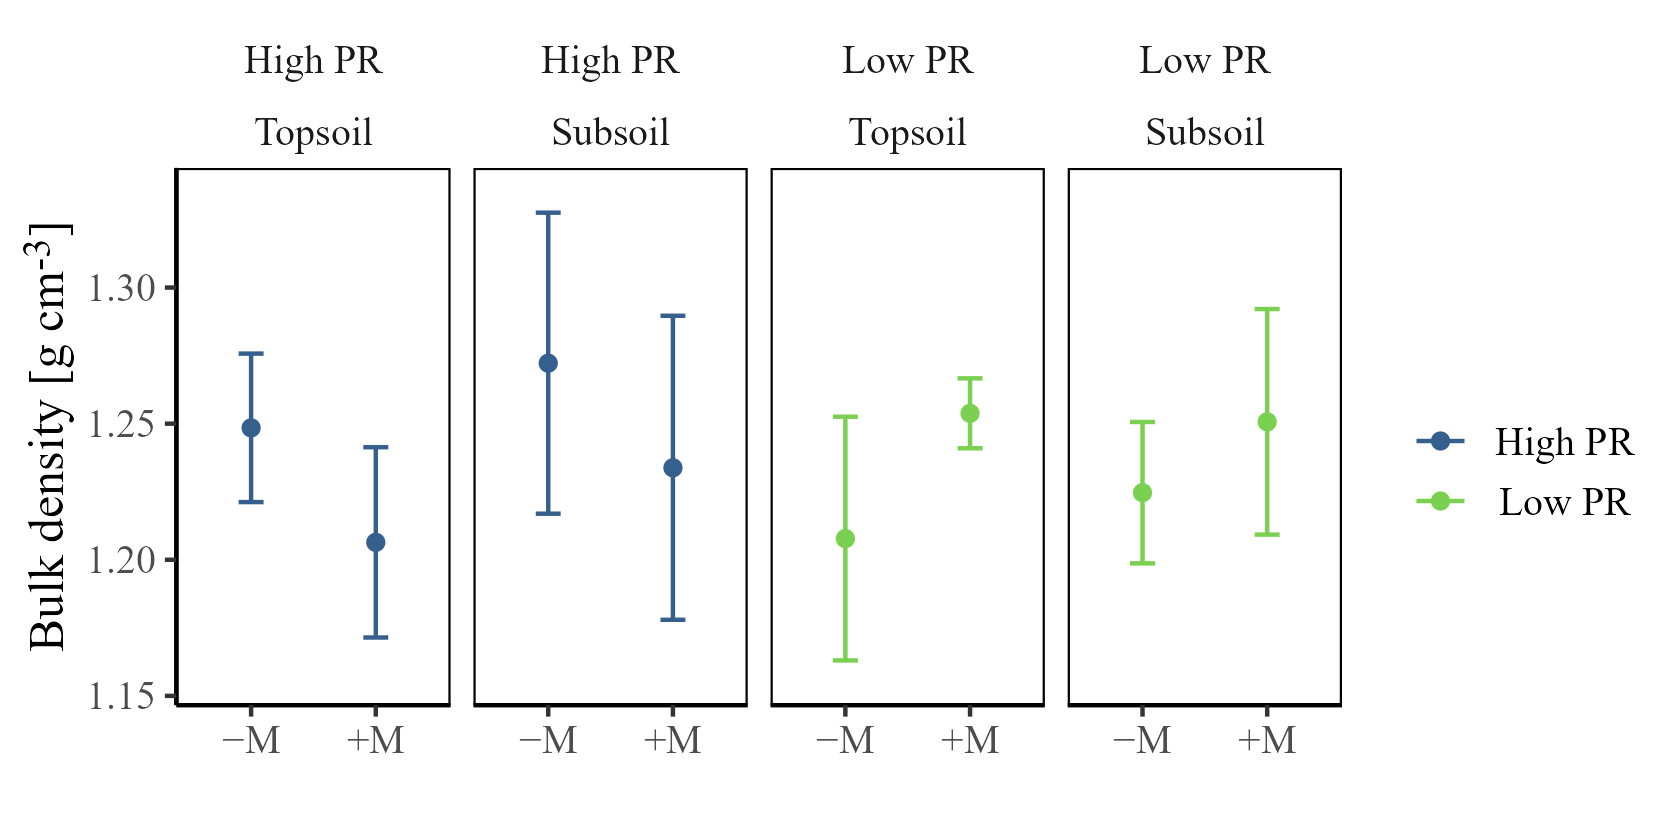 High PR
High PR
Low PR
Low PR
Topsoil
Subsoil
Topsoil
Subsoil
Bulk density [g cm⁻³]
1.30
1.25
1.20
1.15
−M
+M
−M
+M
−M
+M
−M
+M
High PR
Low PR